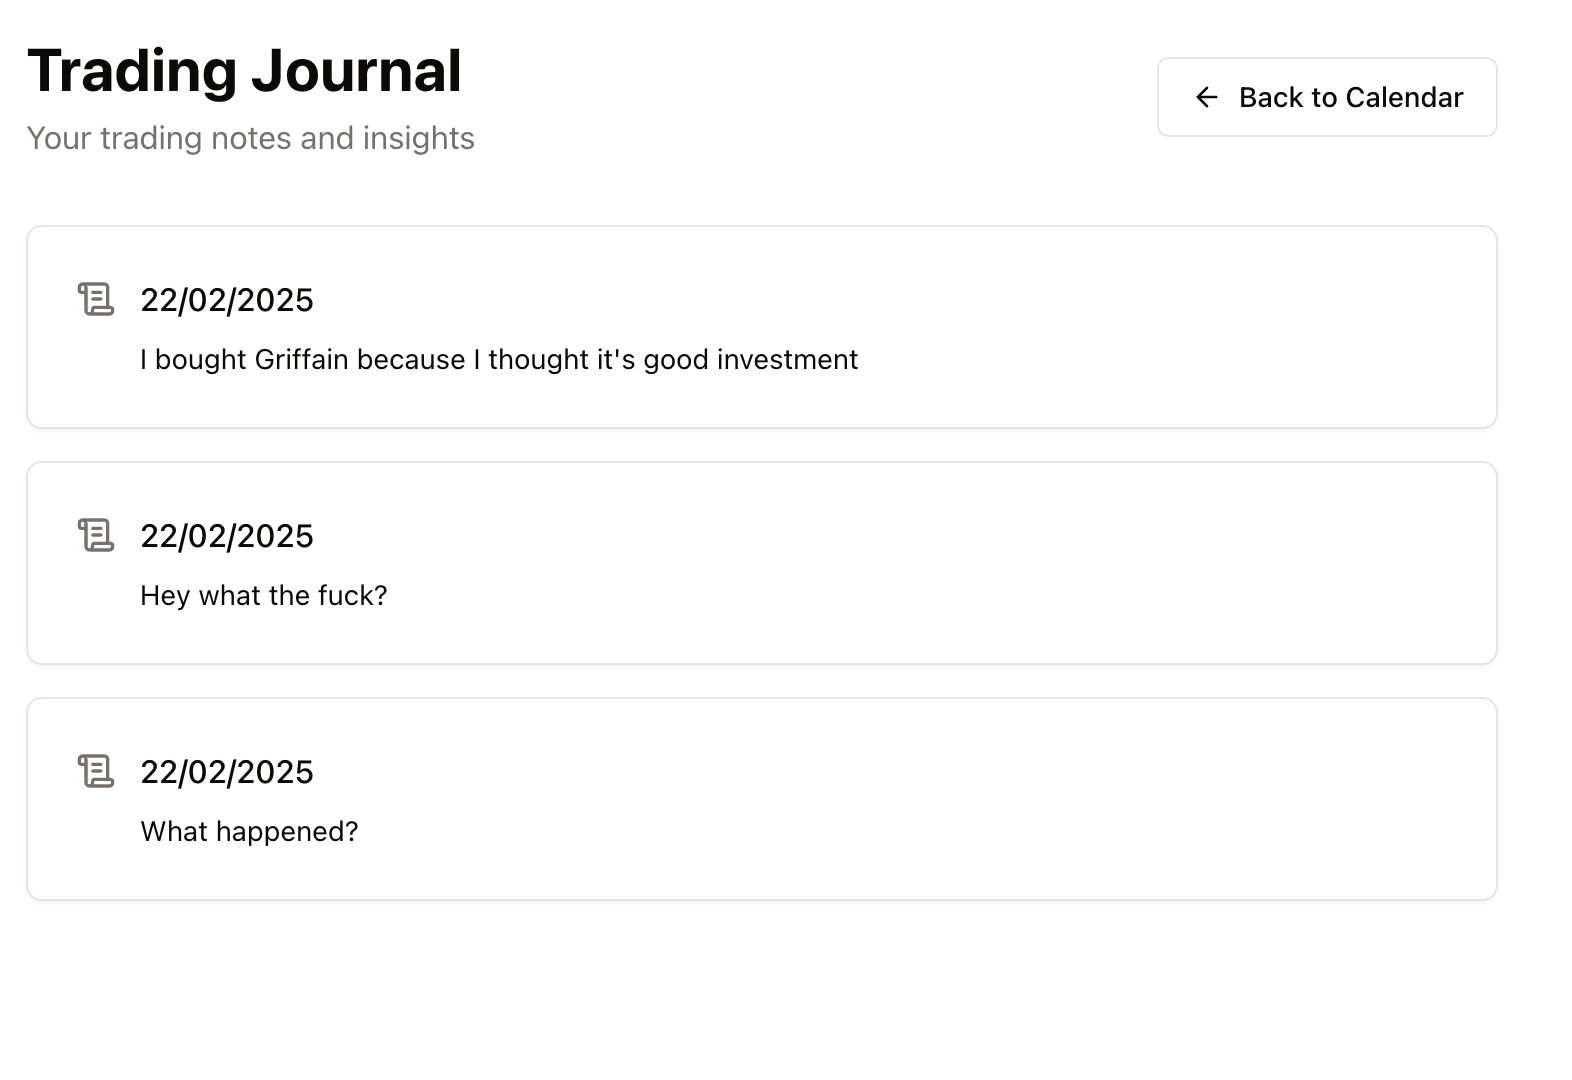 Trading Journal
Your trading notes and insights
← Back to Calendar
22/02/2025
I bought Griffain because I thought it's good investment
22/02/2025
Hey what the fuck?
22/02/2025
What happened?